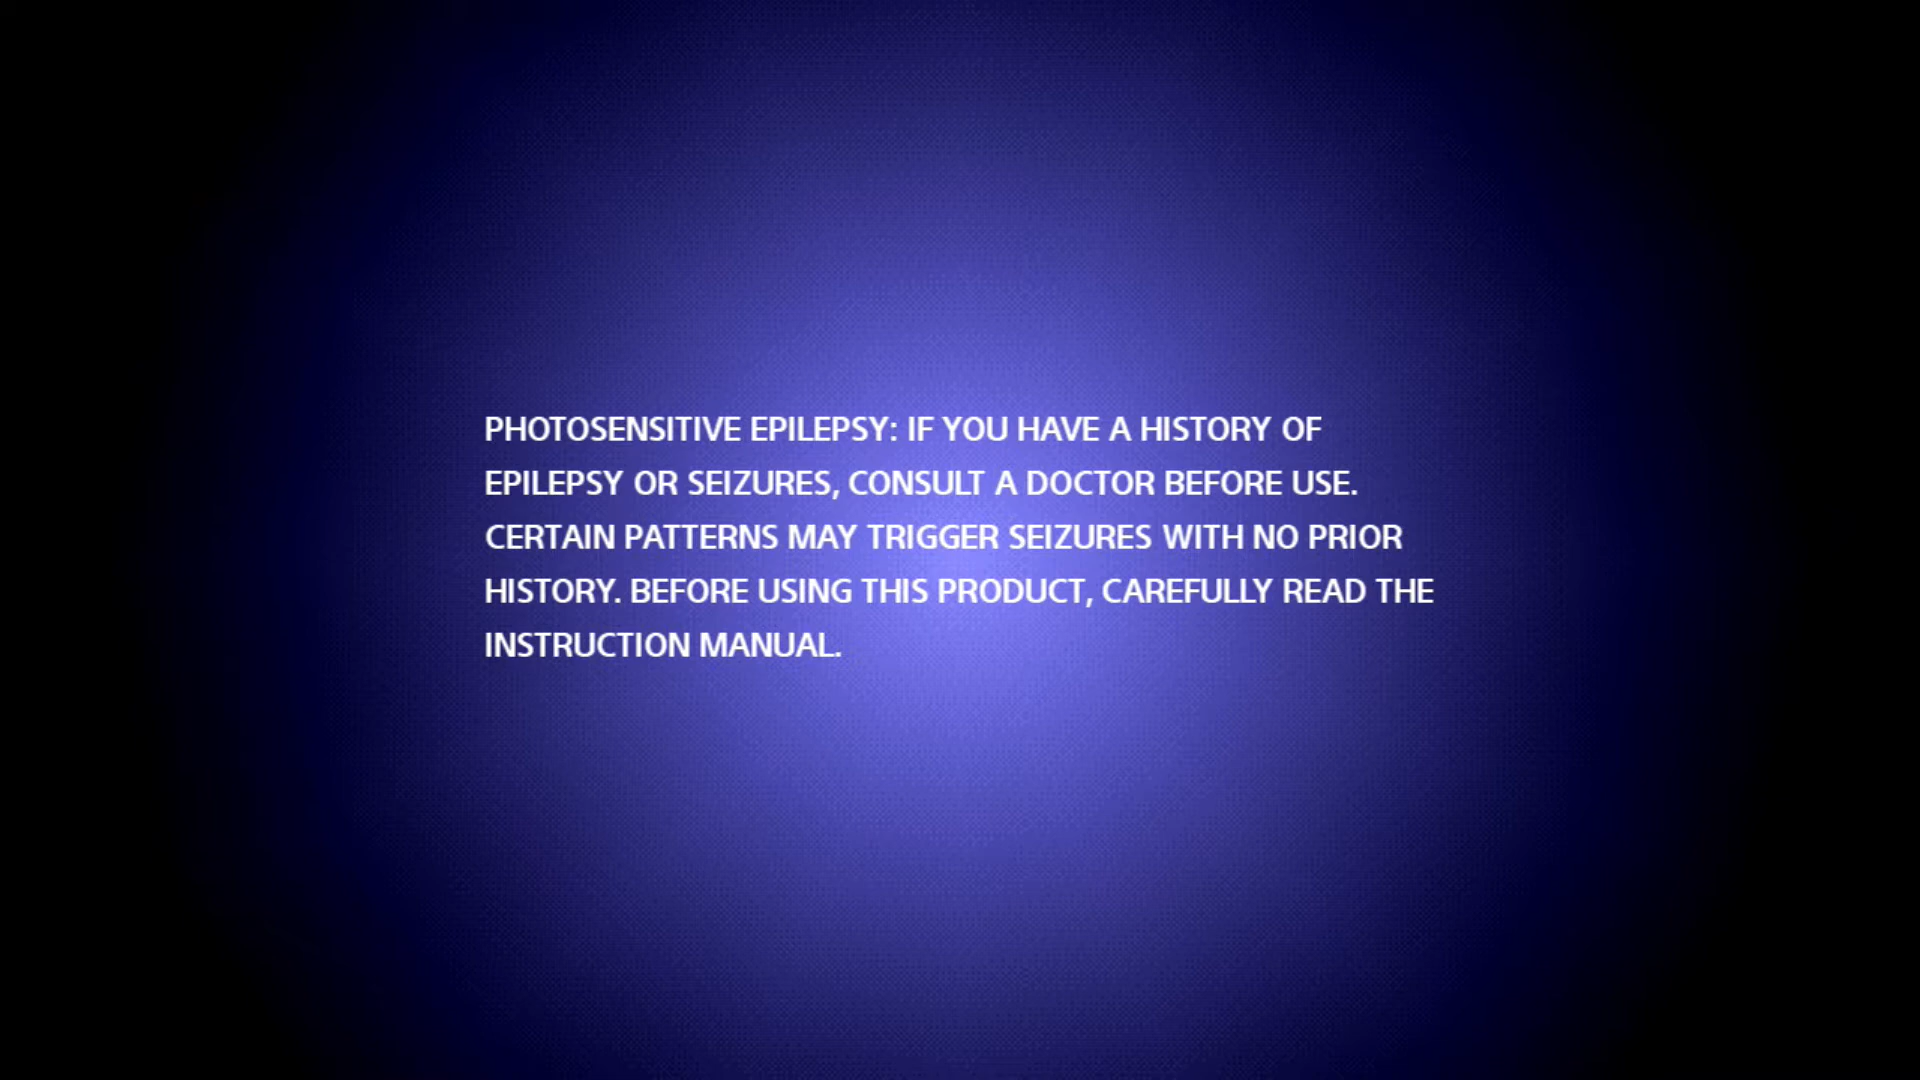 PHOTOSENSITIVE EPILEPSY: IF YOU HAVE A HISTORY OF
EPILEPSY OR SEIZURES, CONSULT A DOCTOR BEFORE USE.
CERTAIN PATTERNS MAY TRIGGER SEIZURES WITH NO PRIOR
HISTORY. BEFORE USING THIS PRODUCT, CAREFULLY READ THE
INSTRUCTION MANUAL.